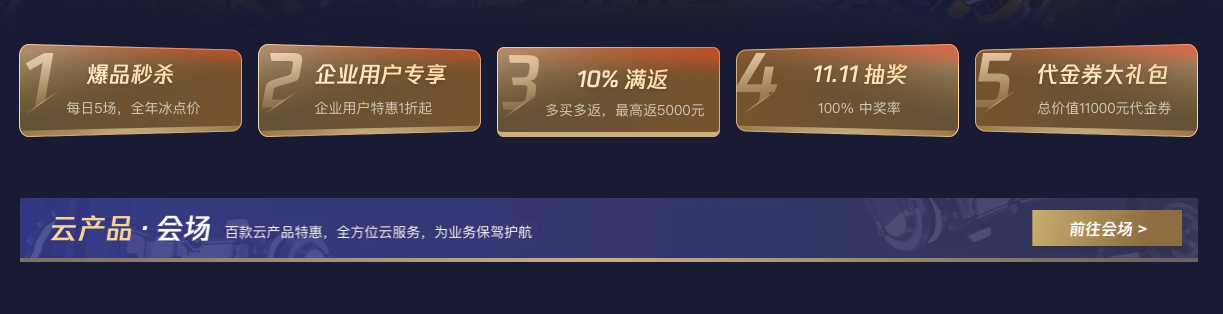 1
爆品秒杀
每日5场，全年冰点价
2
企业用户专享
企业用户特惠1折起
3
10% 满返
多买多返，最高返5000元
4
11.11 抽奖
100% 中奖率
5
代金券大礼包
总价值11000元代金券
云产品 · 会场 百款云产品特惠，全方位云服务，为业务保驾护航
前往会场 >